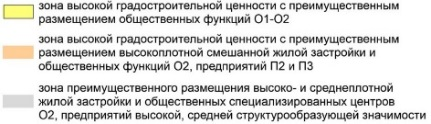 зона высокой градостроительной ценности с преимущественным
размещением общественных функций О1-О2
зона высокой градостроительной ценности с преимущественным
размещением высокоплотной смешанной жилой застройки и
общественных функций О2, предприятий П2 и П3
зона преимущественного размещения высоко- и среднеплотной
жилой застройки и общественных специализированных центров
О2, предприятий высокой, средней структурообразующей значимости